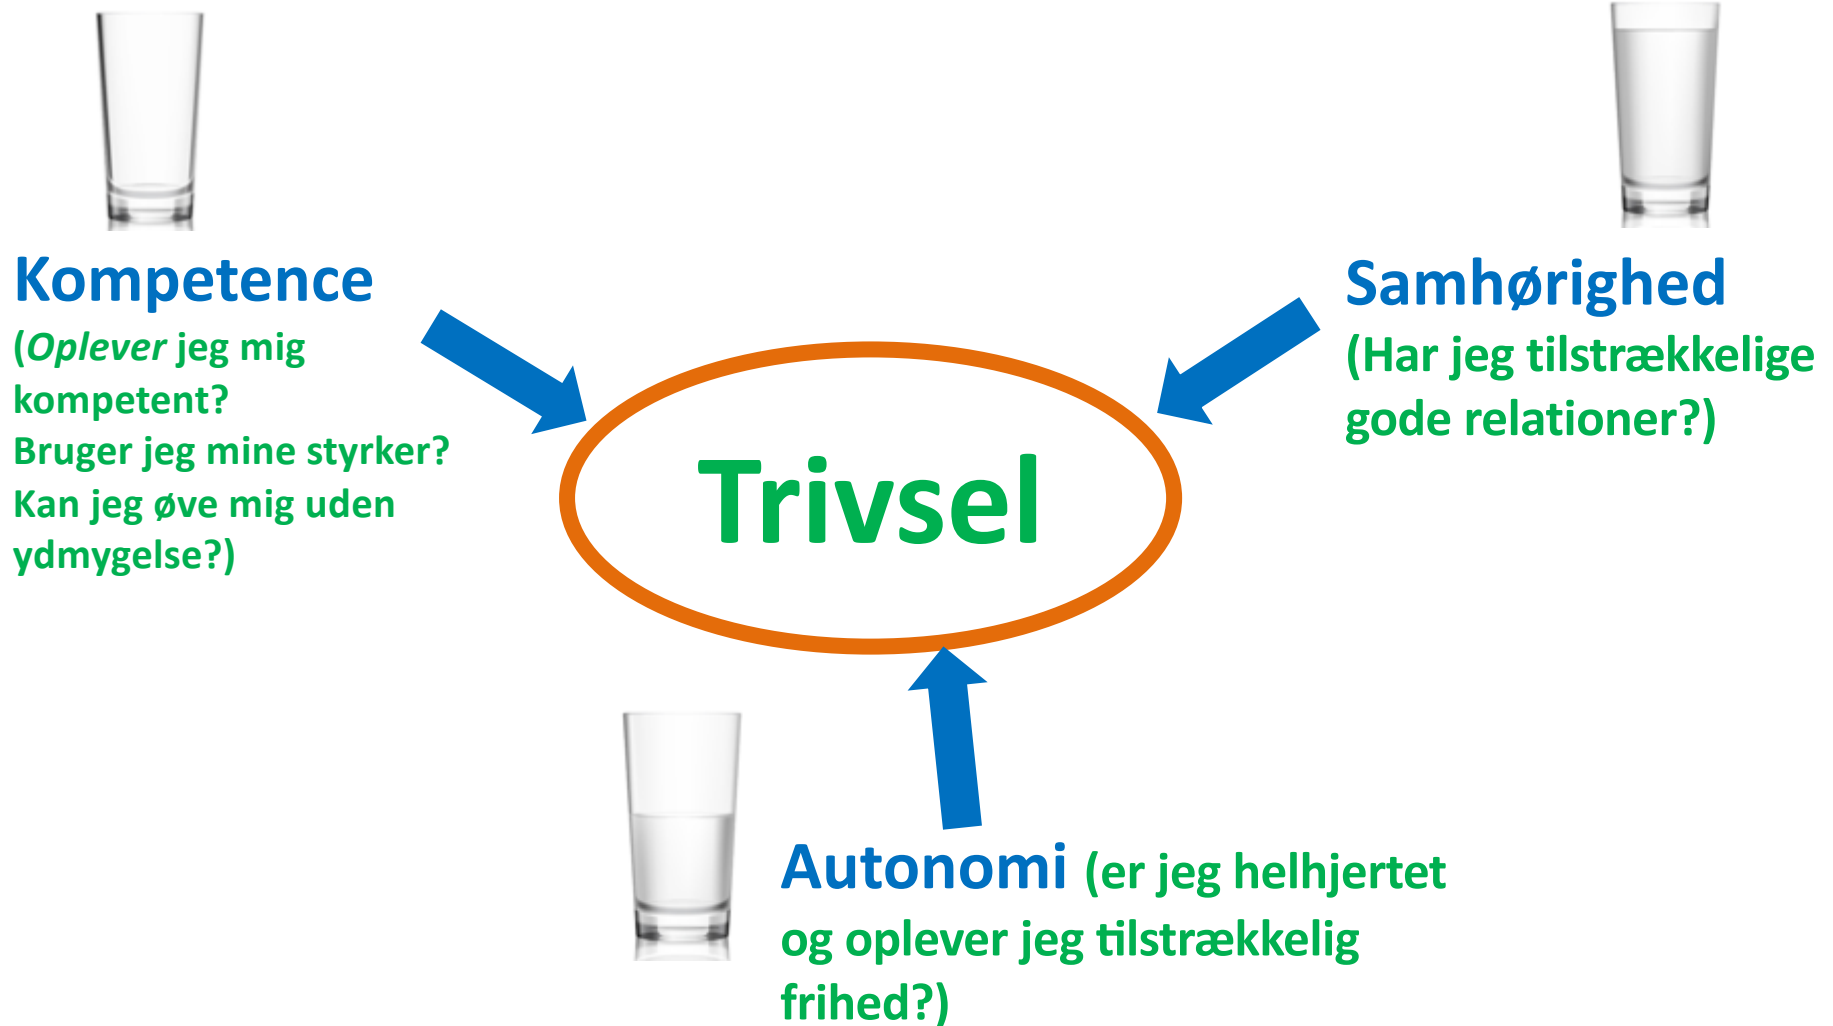 Kompetence
(Oplever jeg mig
kompetent?
Bruger jeg mine styrker?
Kan jeg øve mig uden
ydmygelse?)
Samhørighed
(Har jeg tilstrækkelige
gode relationer?)
Trivsel
Autonomi (er jeg helhjertet
og oplever jeg tilstrækkelig
frihed?)